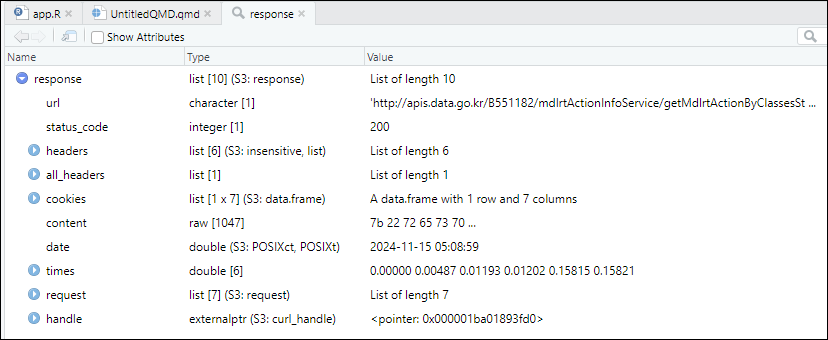 app.R UntitledQMD.qmd response
Show Attributes
Name Type Value
response list [10] (S3: response) List of length 10
url character [1] 'http://apis.data.go.kr/B551182/mdlrtActionInfoService/getMdlrtActionByClassesSt ...
status_code integer [1] 200
headers list [6] (S3: insensitive, list) List of length 6
all_headers list [1] List of length 1
cookies list [1 x 7] (S3: data.frame) A data.frame with 1 row and 7 columns
content raw [1047] 7b 22 72 65 73 70 ...
date double (S3: POSIXct, POSIXt) 2024-11-15 05:08:59
times double [6] 0.00000 0.00487 0.01193 0.01202 0.15815 0.15821
request list [7] (S3: request) List of length 7
handle externalptr (S3: curl_handle) <pointer: 0x000001ba01893fd0>